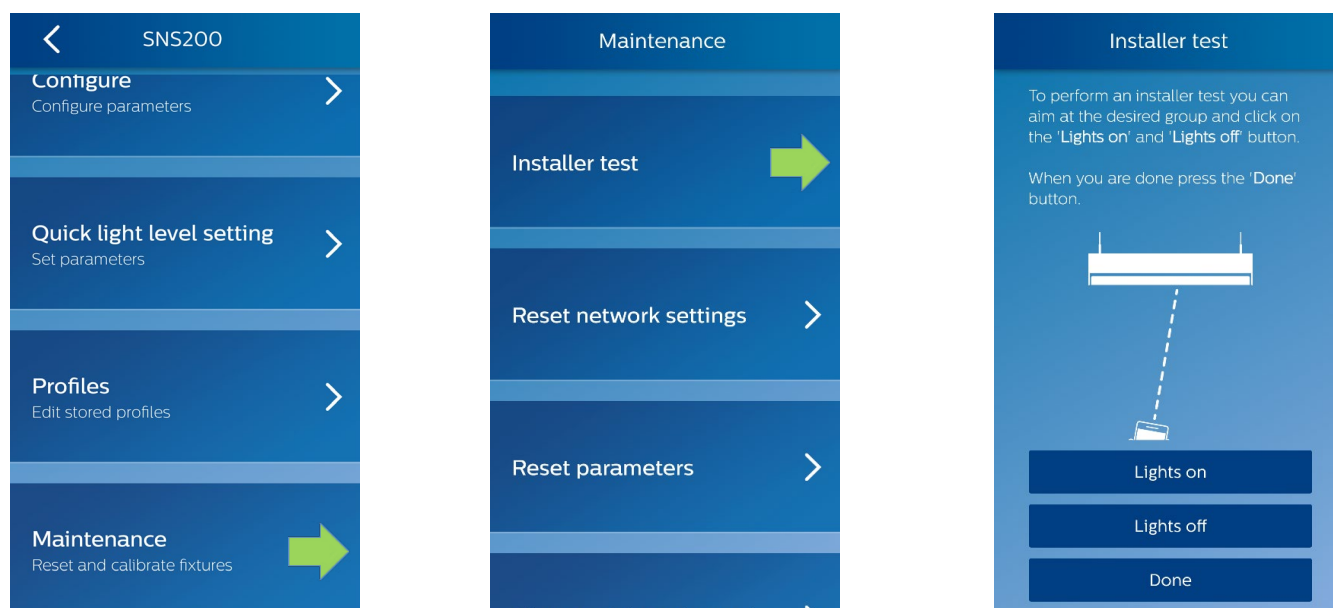 SNS200
Configure
Configure parameters
Quick light level setting
Set parameters
Profiles
Edit stored profiles
Maintenance
Reset and calibrate fixtures
Maintenance
Installer test
Reset network settings
Reset parameters
Installer test
To perform an installer test you can
aim at the desired group and click on
the 'Lights on' and 'Lights off' button.
When you are done press the 'Done'
button.
Lights on
Lights off
Done